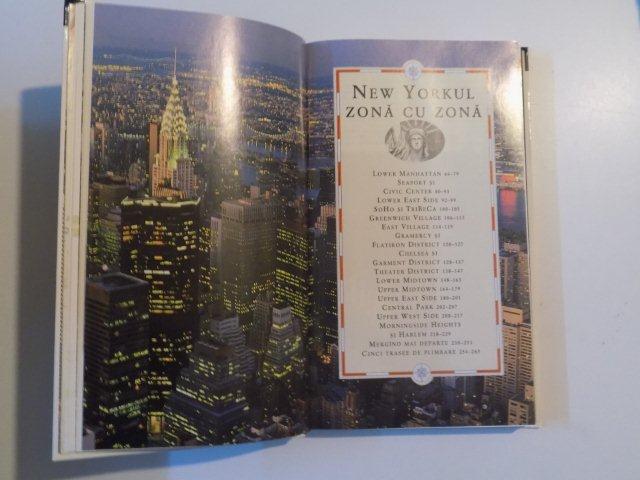 NEW YORKUL
ZONĂ CU ZONĂ
LOWER MANHATTAN 64–79
SEAPORT ȘI
CIVIC CENTER 80–91
LOWER EAST SIDE 92–99
SOHO ȘI TRIBECA 100–105
GREENWICH VILLAGE 106–113
EAST VILLAGE 114–119
GRAMERCY ȘI
FLATIRON DISTRICT 120–127
CHELSEA ȘI
GARMENT DISTRICT 128–137
THEATER DISTRICT 138–147
LOWER MIDTOWN 148–163
UPPER MIDTOWN 164–179
UPPER EAST SIDE 180–201
CENTRAL PARK 202–207
UPPER WEST SIDE 208–217
MORNINGSIDE HEIGHTS
ȘI HARLEM 218–229
MERGÎND MAI DEPARTE 230–253
CINCI TRASEE DE PLIMBARE 254–265